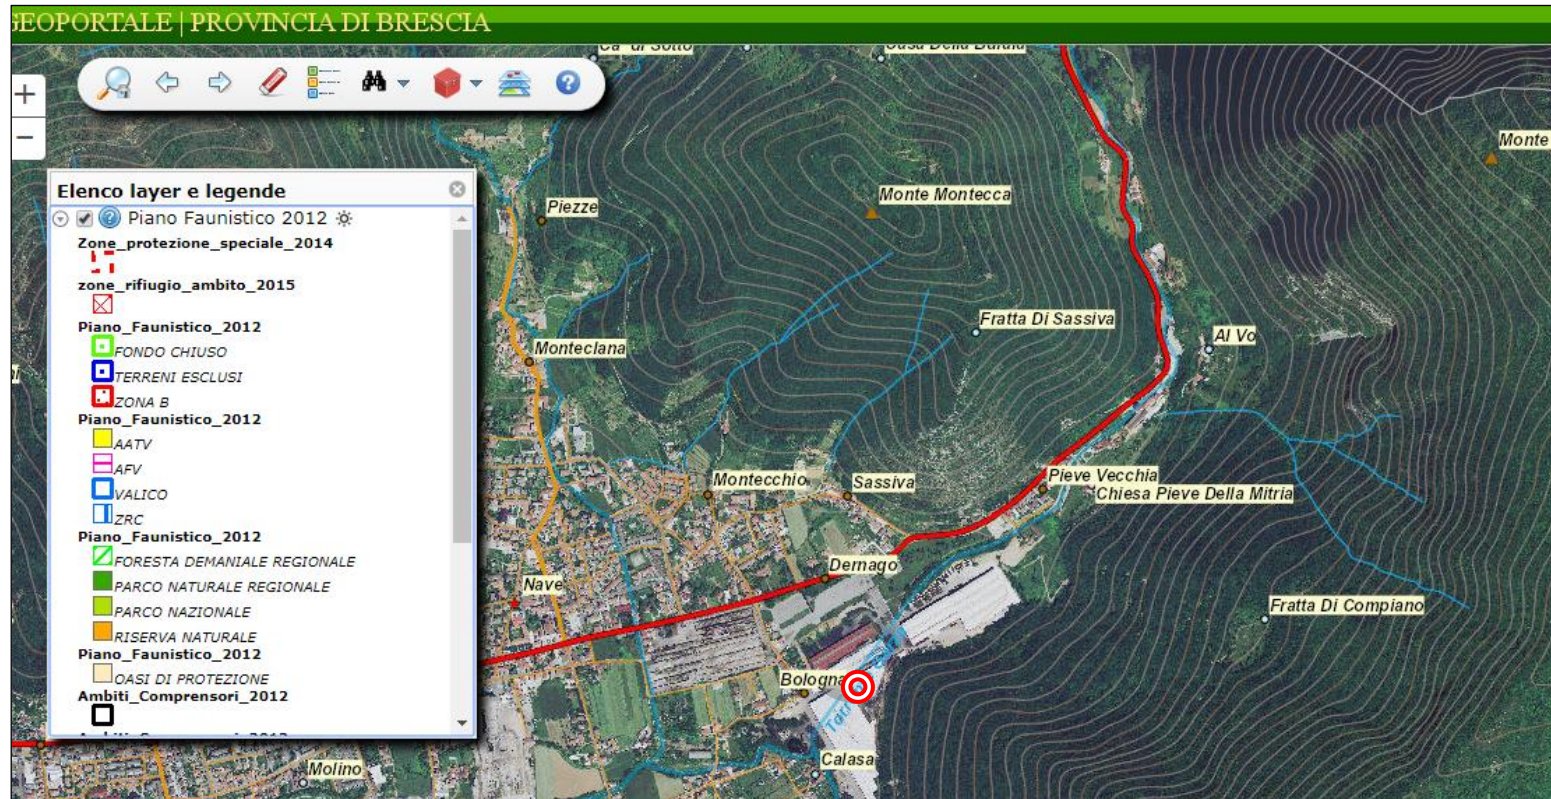 GEOPORTALE | PROVINCIA DI BRESCIA
Ca' di Sotto
+
−
Monte
Elenco layer e legende
Piano Faunistico 2012
Zone_protezione_speciale_2014
zone_rifiugio_ambito_2015
Piano_Faunistico_2012
FONDO CHIUSO
TERRENI ESCLUSI
ZONA B
Piano_Faunistico_2012
AATV
AFV
VALICO
ZRC
Piano_Faunistico_2012
FORESTA DEMANIALE REGIONALE
PARCO NATURALE REGIONALE
PARCO NAZIONALE
RISERVA NATURALE
Piano_Faunistico_2012
OASI DI PROTEZIONE
Ambiti_Comprensori_2012
Piezze
Monte Montecca
Fratta Di Sassiva
Al Vo
Monteclana
Montecchio
Sassiva
Pieve Vecchia
Chiesa Pieve Della Mitria
Dernago
Nave
Fratta Di Compiano
Bologna
Calasa
Molino